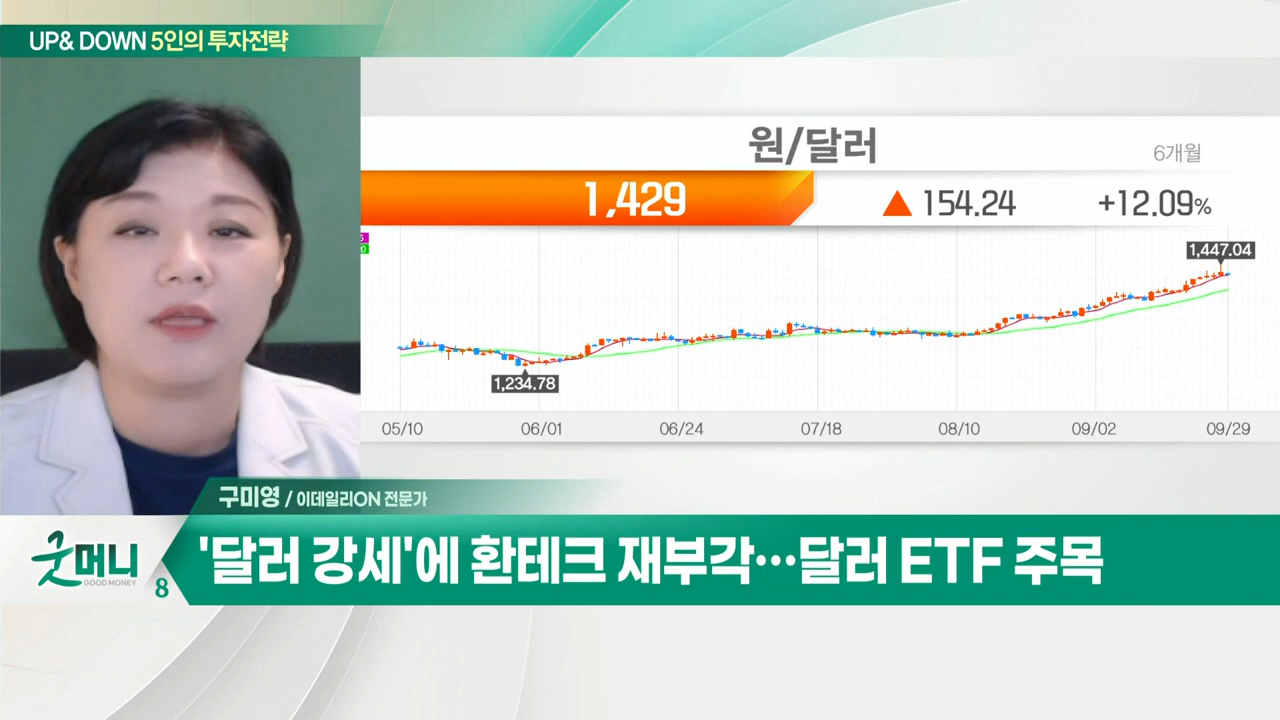 UP& DOWN 5인의 투자전략
원/달러
6개월
1,429
▲ 154.24
+12.09%
5
0
1,447.04
1,234.78
05/10
06/01
06/24
07/18
08/10
09/02
09/29
구미영 / 이데일리ON 전문가
굿머니
GOOD MONEY
8
'달러 강세'에 환테크 재부각…달러 ETF 주목